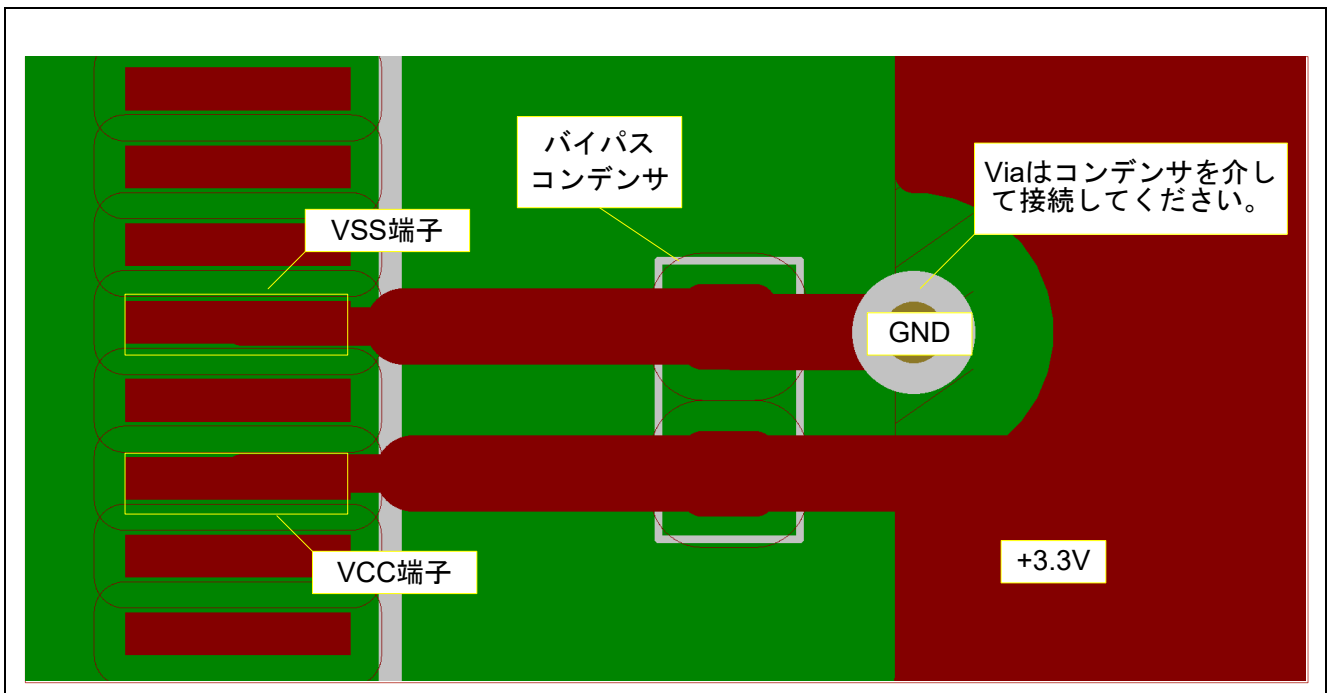 バイパス
コンデンサ
Viaはコンデンサを介し
て接続してください。
VSS端子
GND
VCC端子
+3.3V